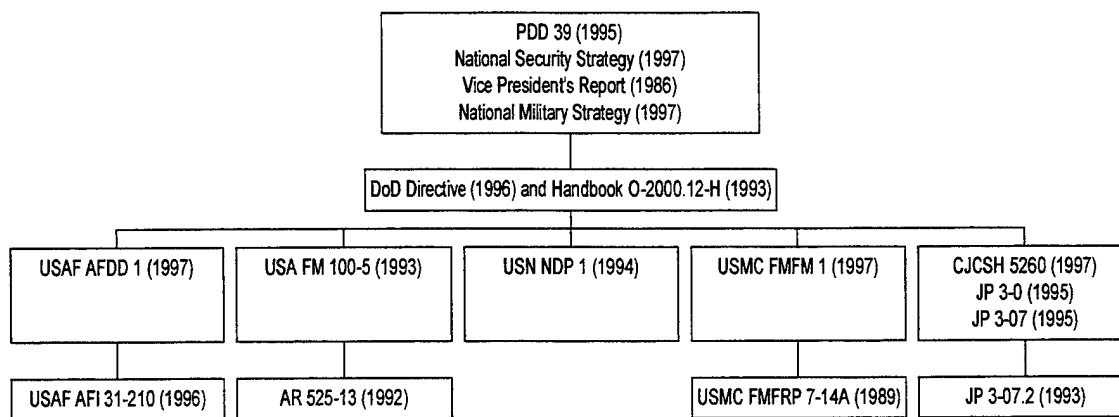 PDD 39 (1995)
National Security Strategy (1997)
Vice President's Report (1986)
National Military Strategy (1997)
DoD Directive (1996) and Handbook O-2000.12-H (1993)
USAF AFDD 1 (1997)
USA FM 100-5 (1993)
USN NDP 1 (1994)
USMC FMFM 1 (1997)
CJCSH 5260 (1997)
JP 3-0 (1995)
JP 3-07 (1995)
USAF AFI 31-210 (1996)
AR 525-13 (1992)
USMC FMFRP 7-14A (1989)
JP 3-07.2 (1993)